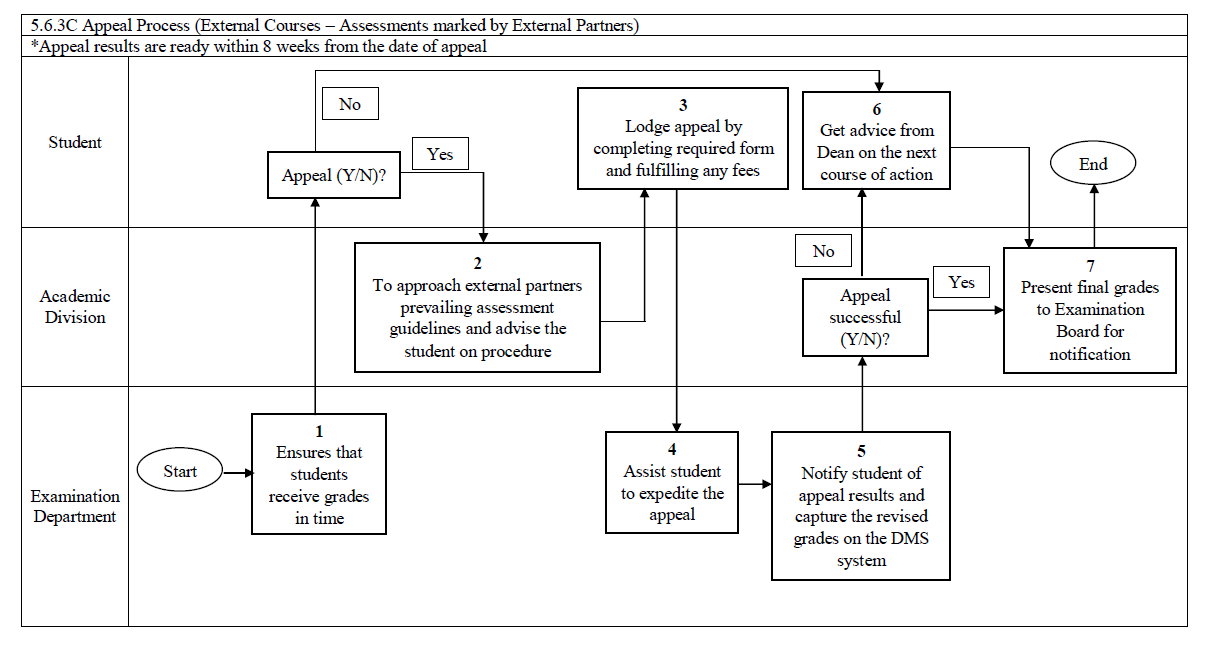 5.6.3C Appeal Process (External Courses – Assessments marked by External Partners)
*Appeal results are ready within 8 weeks from the date of appeal
Student
No
Appeal (Y/N)?
Yes
3
Lodge appeal by
completing required form
and fulfilling any fees
6
Get advice from
Dean on the next
course of action
End
Academic
Division
2
To approach external partners
prevailing assessment
guidelines and advise the
student on procedure
No
Appeal
successful
(Y/N)?
Yes
7
Present final grades
to Examination
Board for
notification
Examination
Department
Start
1
Ensures that
students
receive grades
in time
4
Assist student
to expedite the
appeal
5
Notify student of
appeal results and
capture the revised
grades on the DMS
system